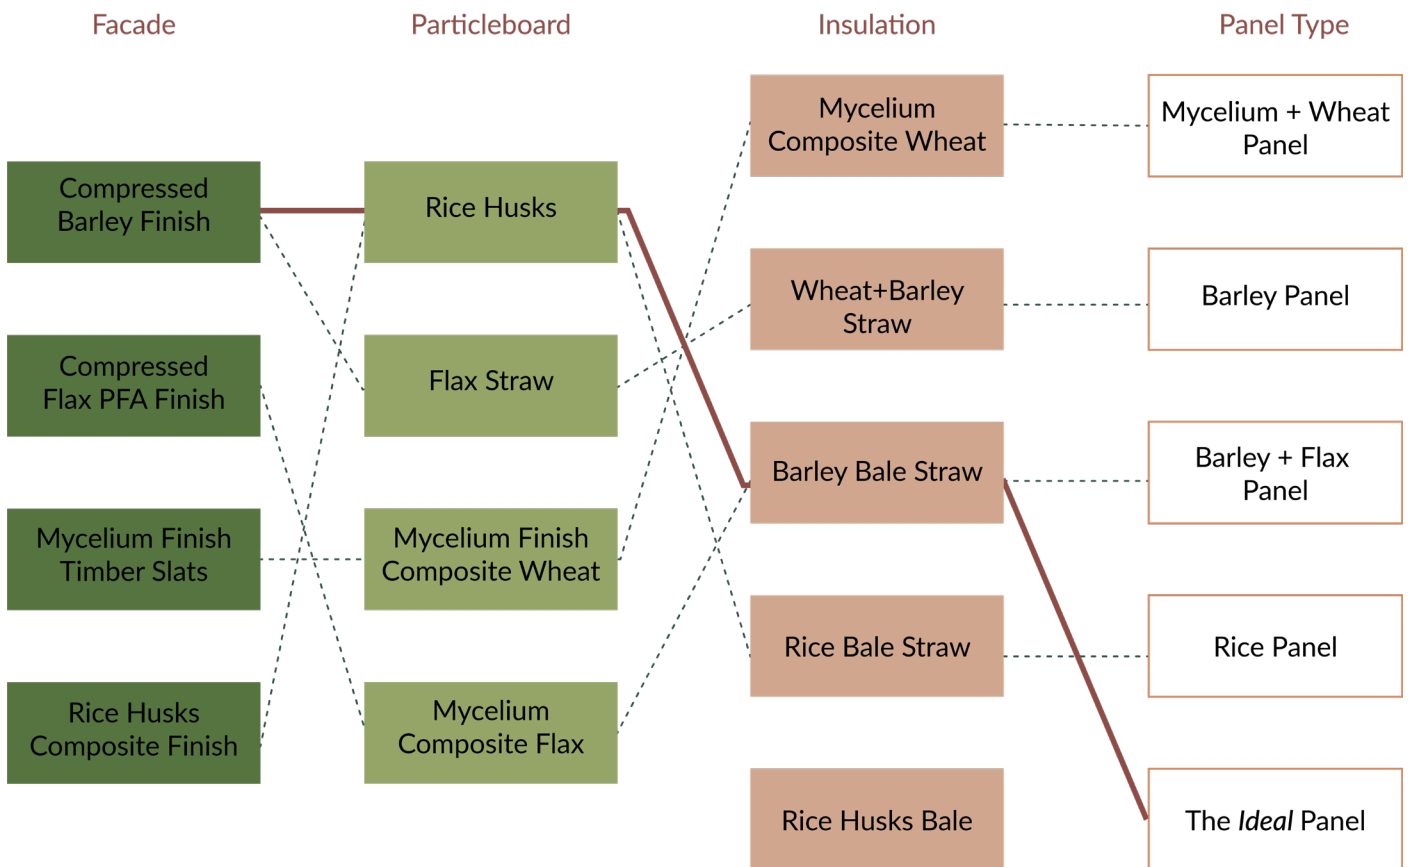 Facade
Particleboard
Insulation
Panel Type
Compressed
Barley Finish
Compressed
Flax PFA Finish
Mycelium Finish
Timber Slats
Rice Husks
Composite Finish
Rice Husks
Flax Straw
Mycelium Finish
Composite Wheat
Mycelium
Composite Flax
Mycelium
Composite Wheat
Wheat+Barley
Straw
Barley Bale Straw
Rice Bale Straw
Rice Husks Bale
Mycelium + Wheat
Panel
Barley Panel
Barley + Flax
Panel
Rice Panel
The Ideal Panel